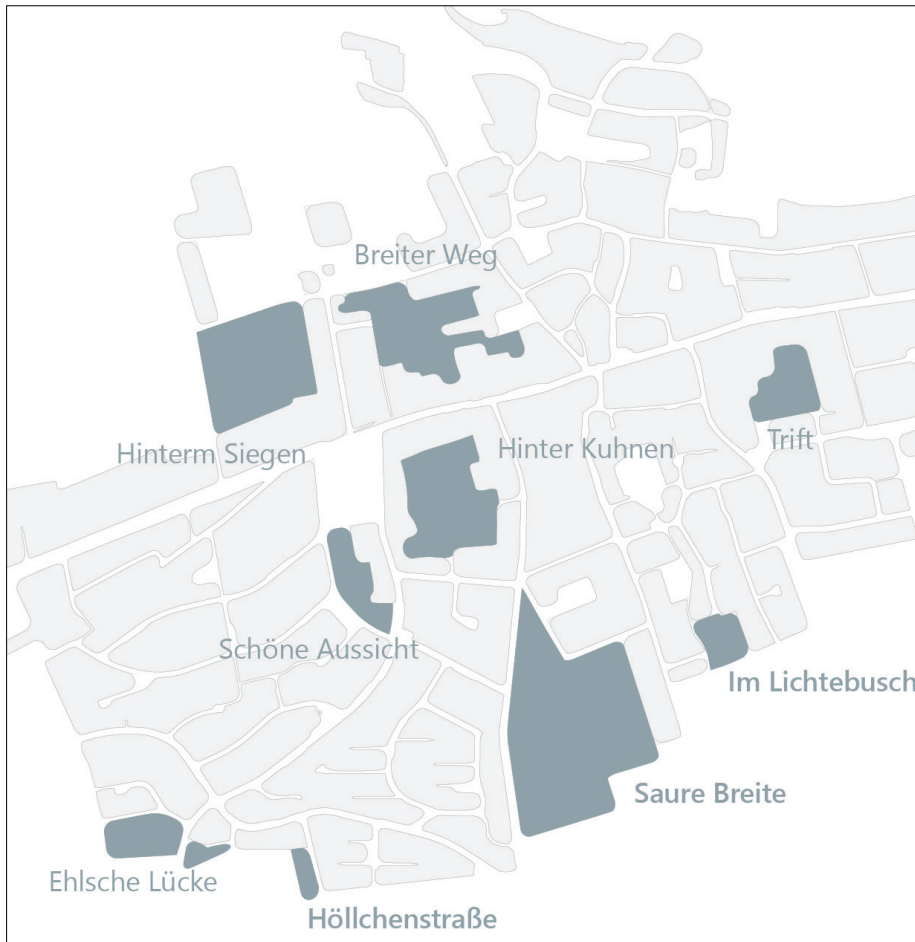 Breiter Weg
Hinterm Siegen
Hinter Kuhnen
Trift
Schöne Aussicht
Im Lichtebusch
Saure Breite
Ehlsche Lücke
Höllchenstraße